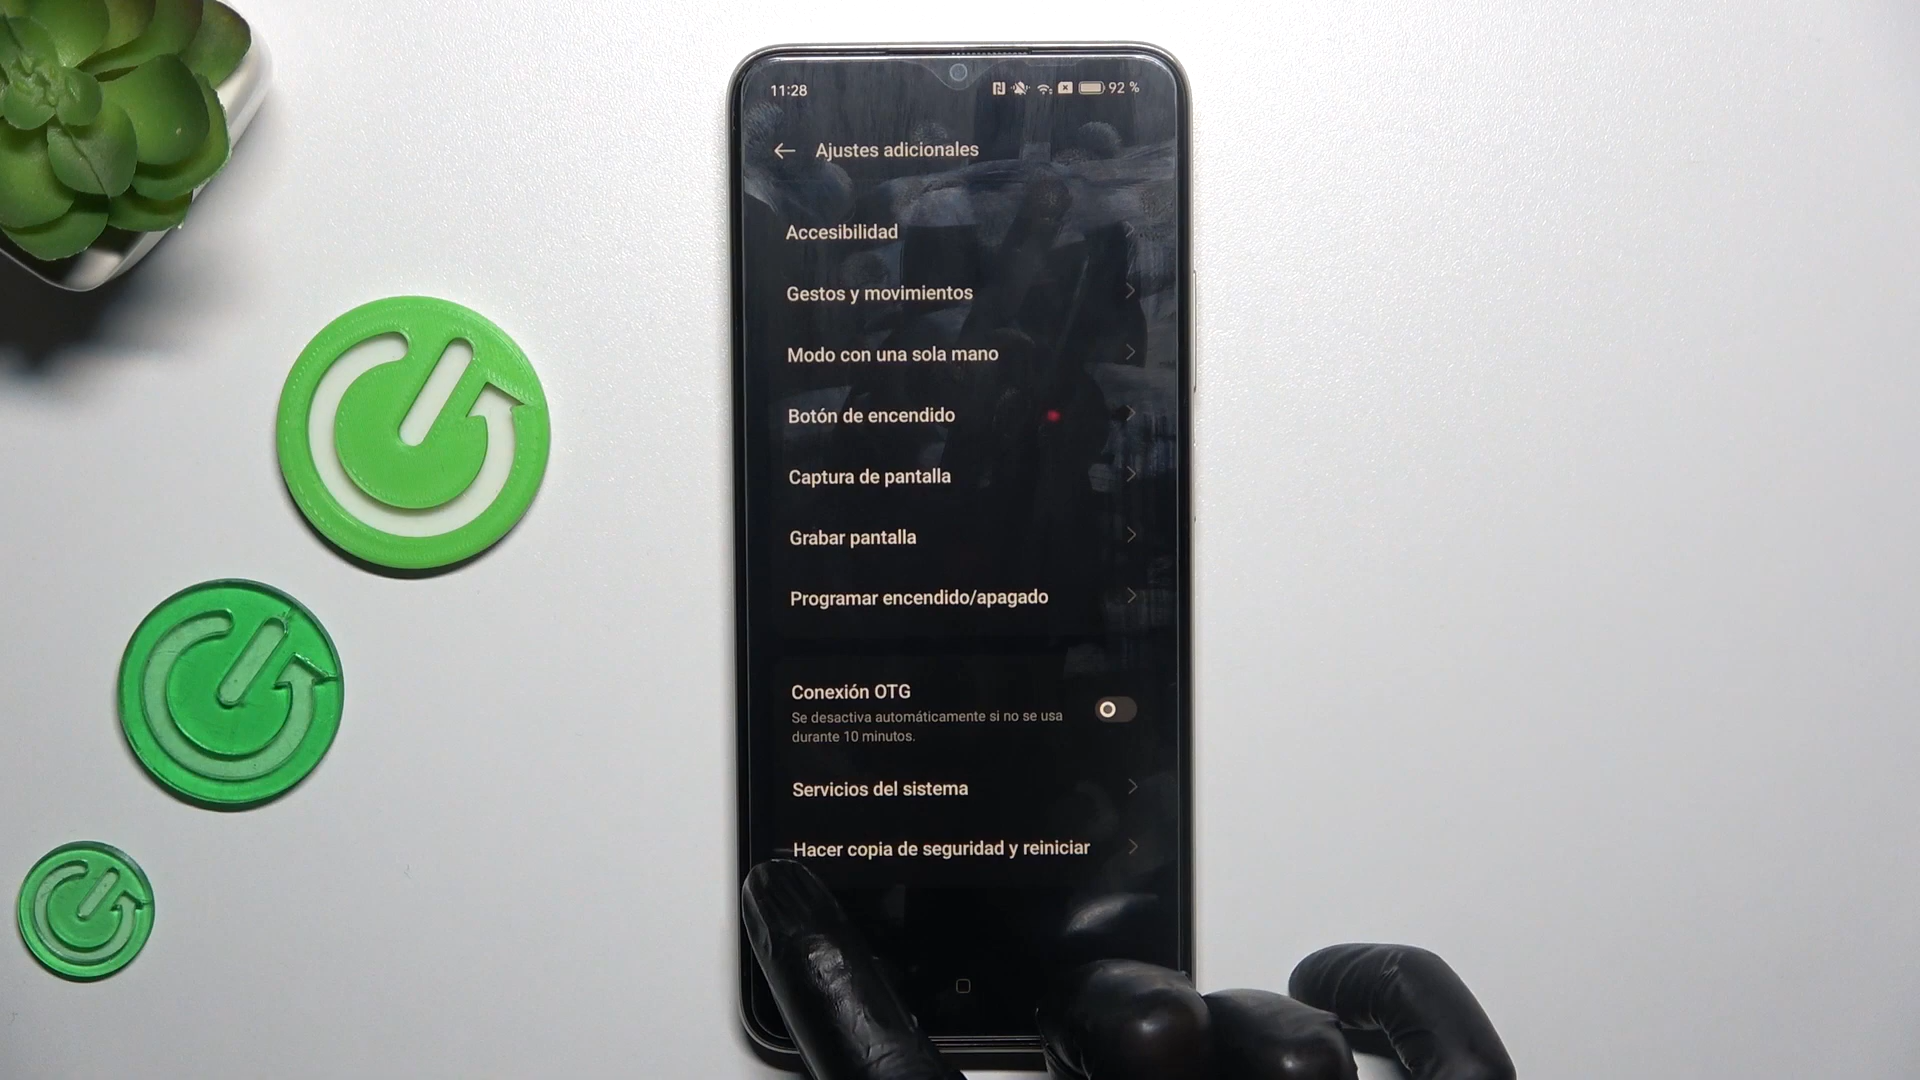 11:28
92 %
Ajustes adicionales
Accesibilidad
Gestos y movimientos
Modo con una sola mano
Botón de encendido
Captura de pantalla
Grabar pantalla
Programar encendido/apagado
Conexión OTG
Se desactiva automáticamente si no se usa
durante 10 minutos.
Servicios del sistema
Hacer copia de seguridad y reiniciar